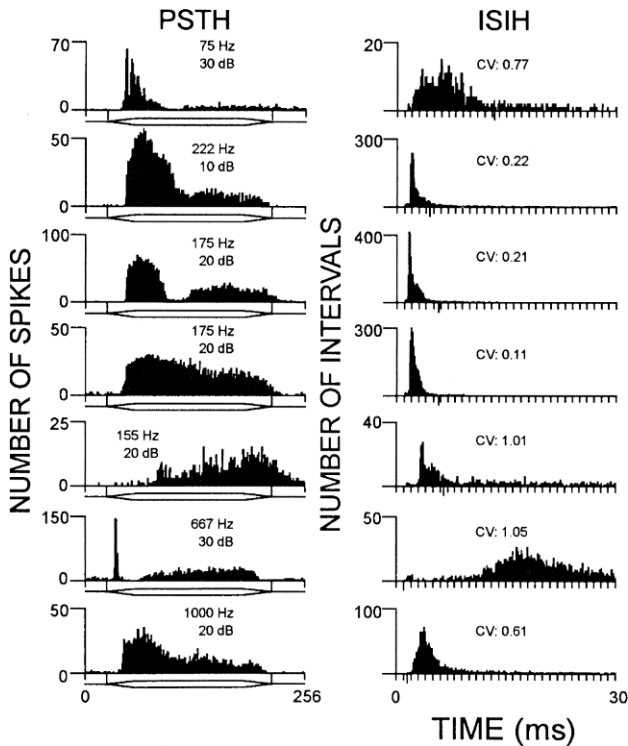 PSTH
ISIH
NUMBER OF SPIKES
NUMBER OF INTERVALS
70
0
75 Hz
30 dB
20
0
CV: 0.77
50
0
222 Hz
10 dB
300
0
CV: 0.22
100
0
175 Hz
20 dB
400
0
CV: 0.21
50
0
175 Hz
20 dB
300
0
CV: 0.11
25
0
155 Hz
20 dB
40
0
CV: 1.01
150
0
667 Hz
30 dB
50
0
CV: 1.05
50
0
1000 Hz
20 dB
100
0
CV: 0.61
0
256
0
30
TIME (ms)